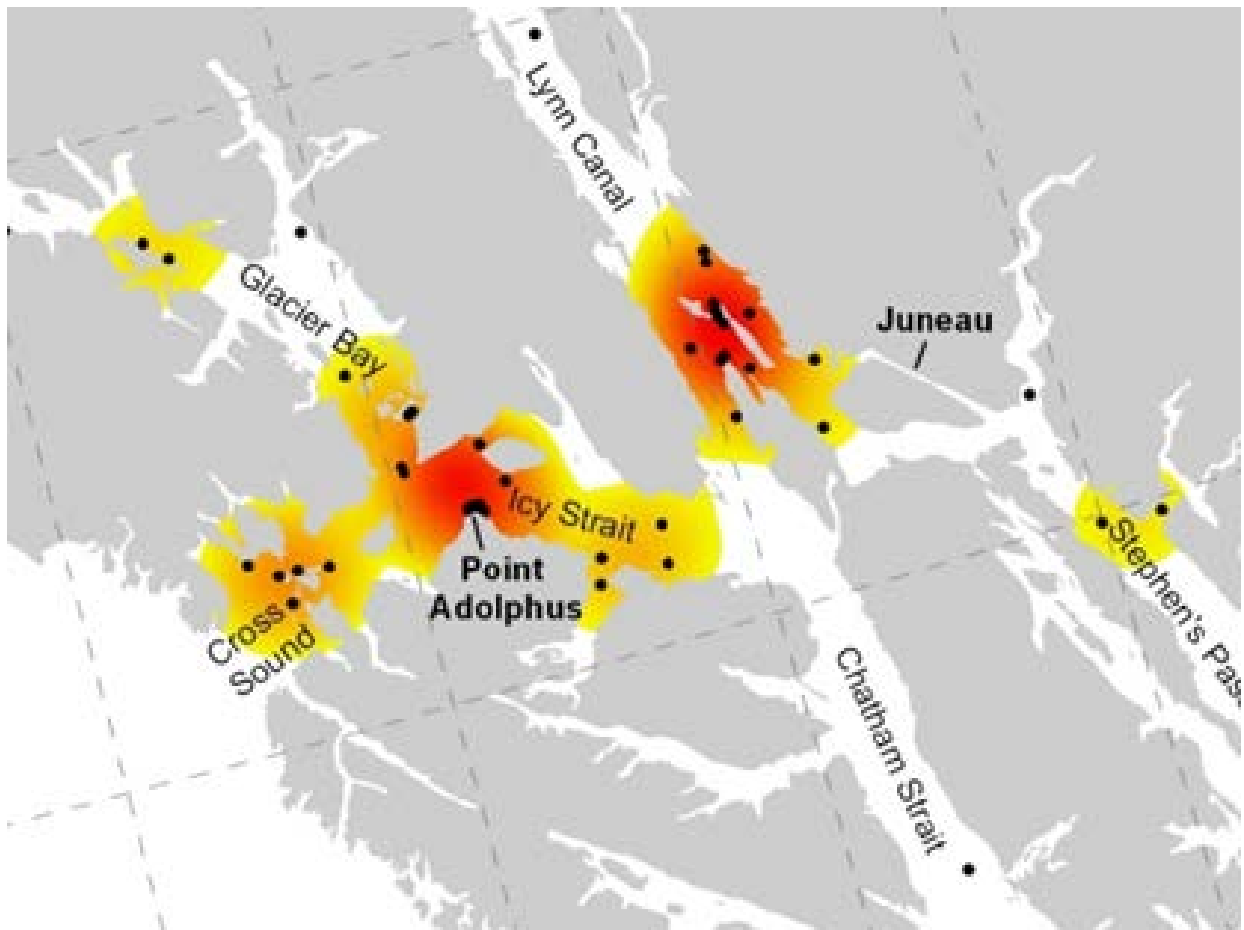 Lynn Canal
Glacier Bay
Juneau
Icy Strait
Point
Adolphus
Cross
Sound
Stephen's Pas
Chatham Strait